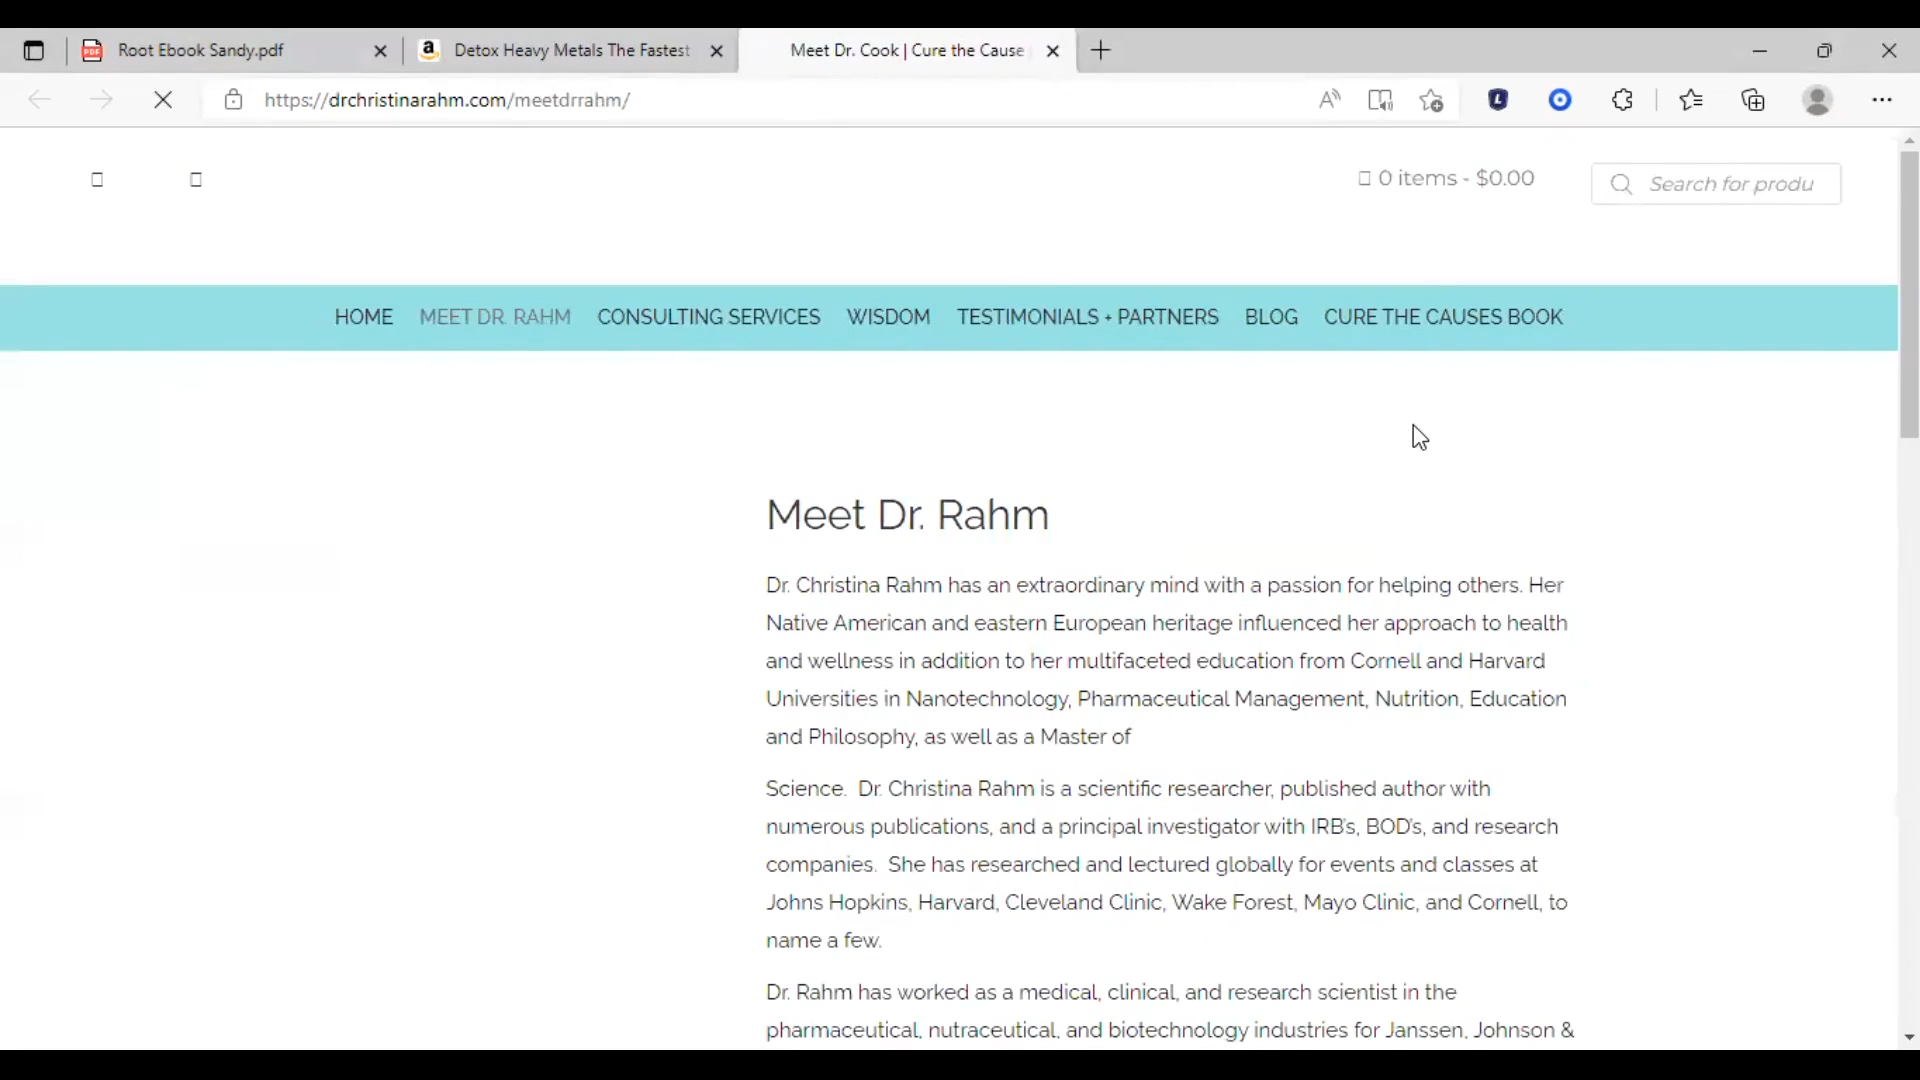 Root Ebook Sandy.pdf
Detox Heavy Metals The Fastest
Meet Dr. Cook | Cure the Cause
https://drchristinarahm.com/meetdrrahm/
0 items - $0.00
Search for produ
HOME MEET DR. RAHM CONSULTING SERVICES WISDOM TESTIMONIALS + PARTNERS BLOG CURE THE CAUSES BOOK
Meet Dr. Rahm
Dr. Christina Rahm has an extraordinary mind with a passion for helping others. Her
Native American and eastern European heritage influenced her approach to health
and wellness in addition to her multifaceted education from Cornell and Harvard
Universities in Nanotechnology, Pharmaceutical Management, Nutrition, Education
and Philosophy, as well as a Master of
Science. Dr. Christina Rahm is a scientific researcher, published author with
numerous publications, and a principal investigator with IRB's, BOD's, and research
companies. She has researched and lectured globally for events and classes at
Johns Hopkins, Harvard, Cleveland Clinic, Wake Forest, Mayo Clinic, and Cornell, to
name a few.
Dr. Rahm has worked as a medical, clinical, and research scientist in the
pharmaceutical, nutraceutical, and biotechnology industries for Janssen, Johnson &